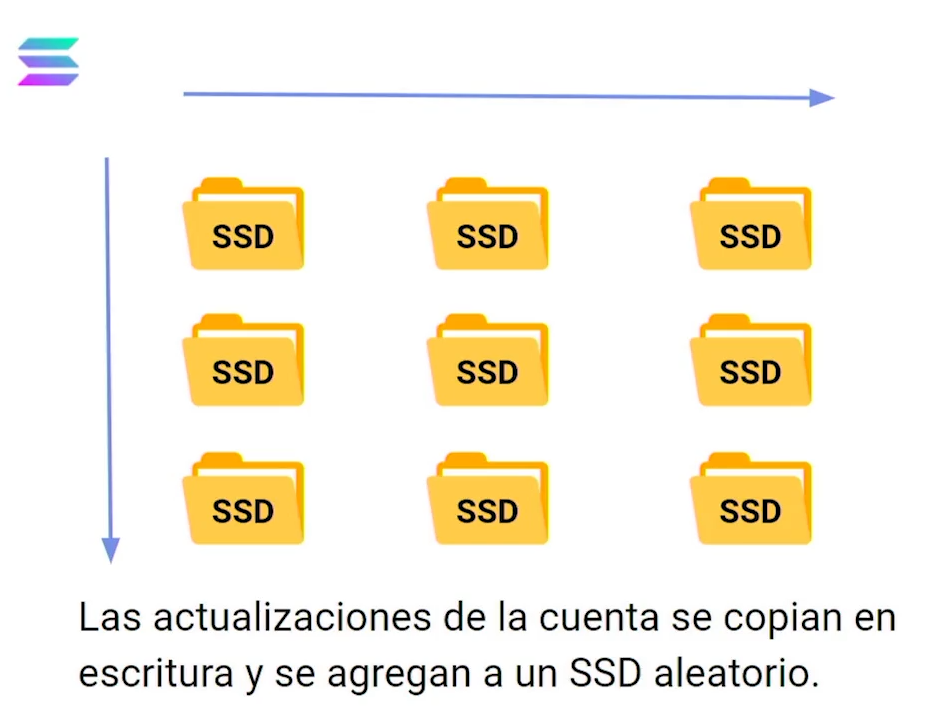 SSD SSD SSD
SSD SSD SSD
SSD SSD SSD
Las actualizaciones de la cuenta se copian en
escritura y se agregan a un SSD aleatorio.